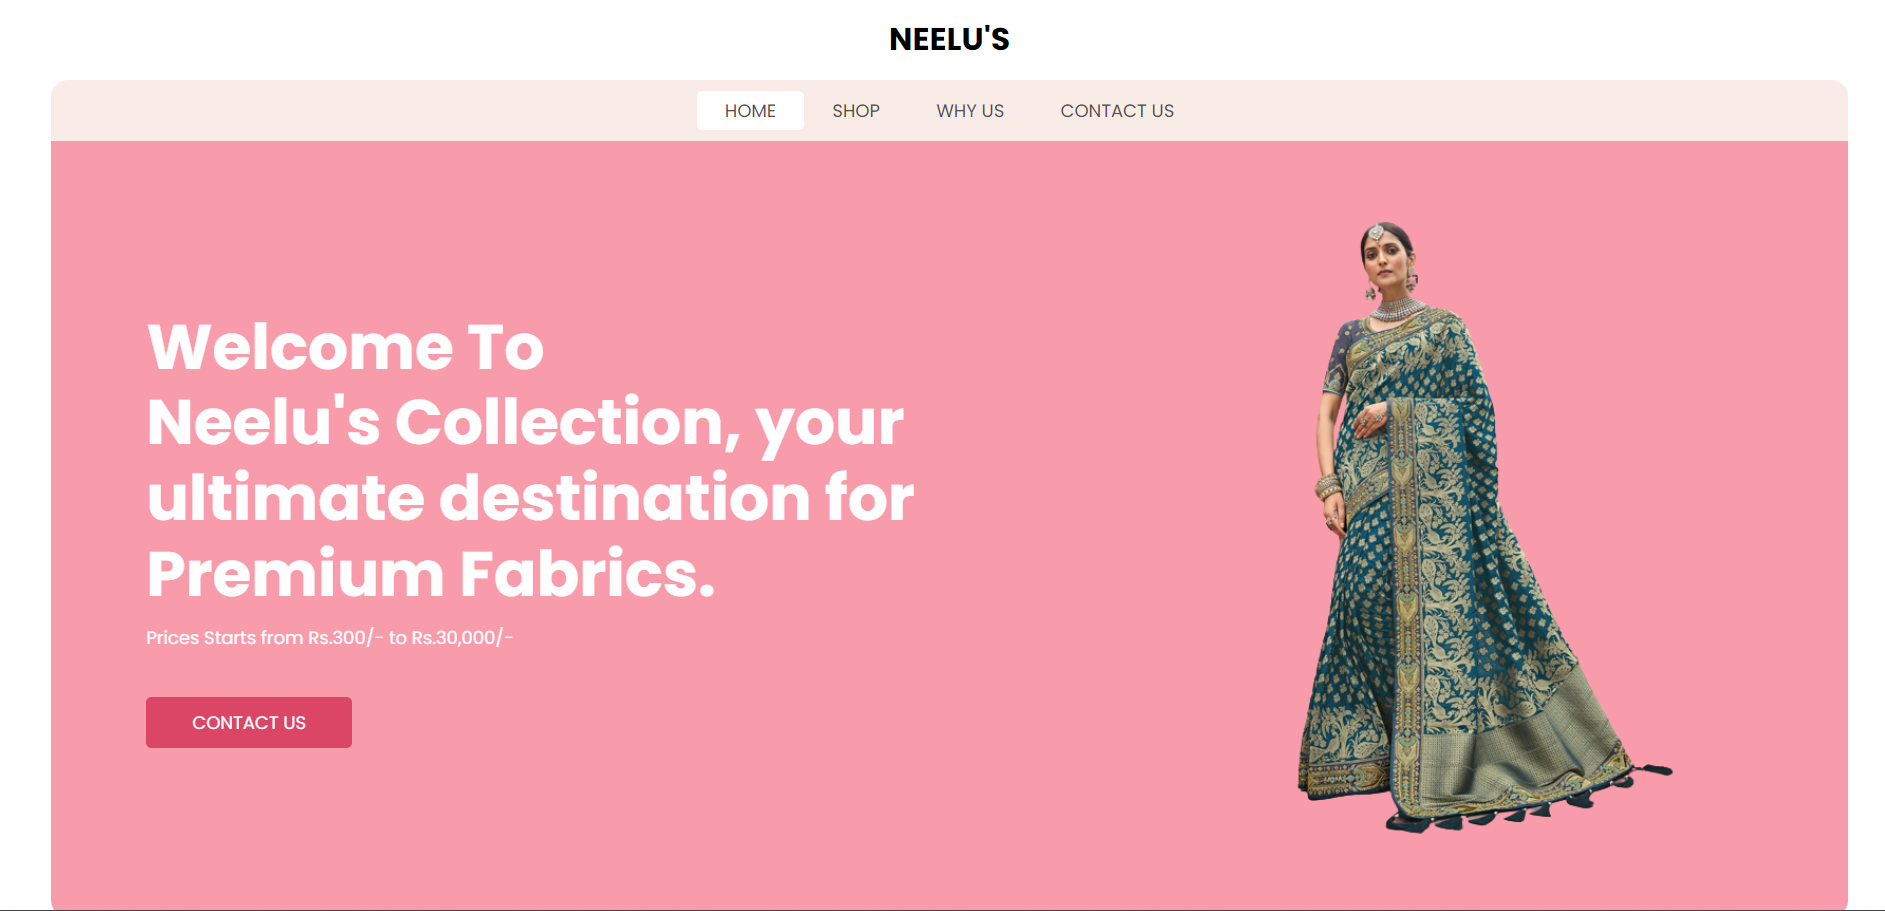 NEELU'S
HOME SHOP WHY US CONTACT US
Welcome To
Neelu's Collection, your
ultimate destination for
Premium Fabrics.
Prices Starts from Rs.300/- to Rs.30,000/-
CONTACT US